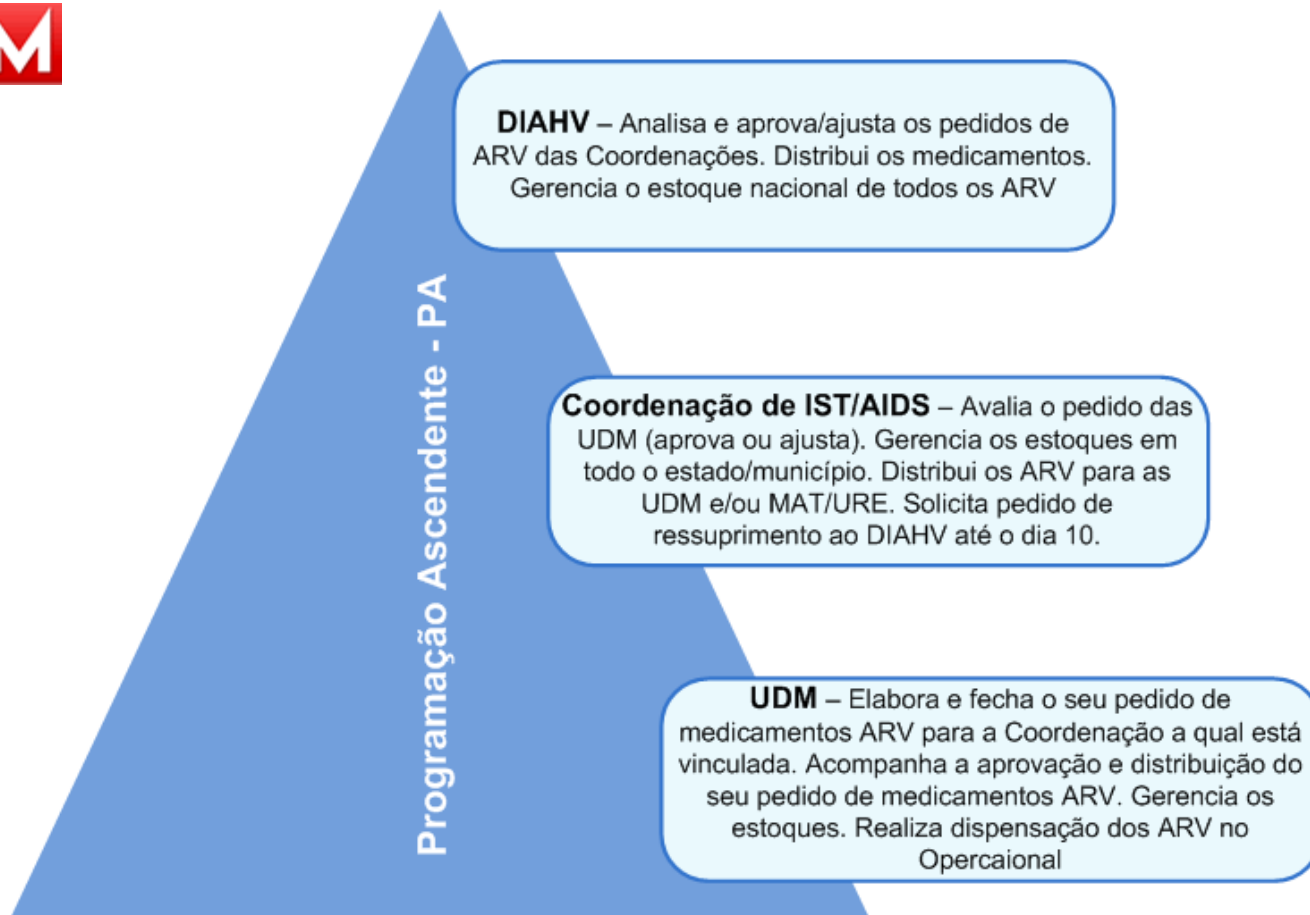 M
DIAHV – Analisa e aprova/ajusta os pedidos de
ARV das Coordenações. Distribui os medicamentos.
Gerencia o estoque nacional de todos os ARV
Programação Ascendente - PA
Coordenação de IST/AIDS – Avalia o pedido das
UDM (aprova ou ajusta). Gerencia os estoques em
todo o estado/município. Distribui os ARV para as
UDM e/ou MAT/URE. Solicita pedido de
ressuprimento ao DIAHV até o dia 10.
UDM – Elabora e fecha o seu pedido de
medicamentos ARV para a Coordenação a qual está
vinculada. Acompanha a aprovação e distribuição do
seu pedido de medicamentos ARV. Gerencia os
estoques. Realiza dispensação dos ARV no
Opercaional